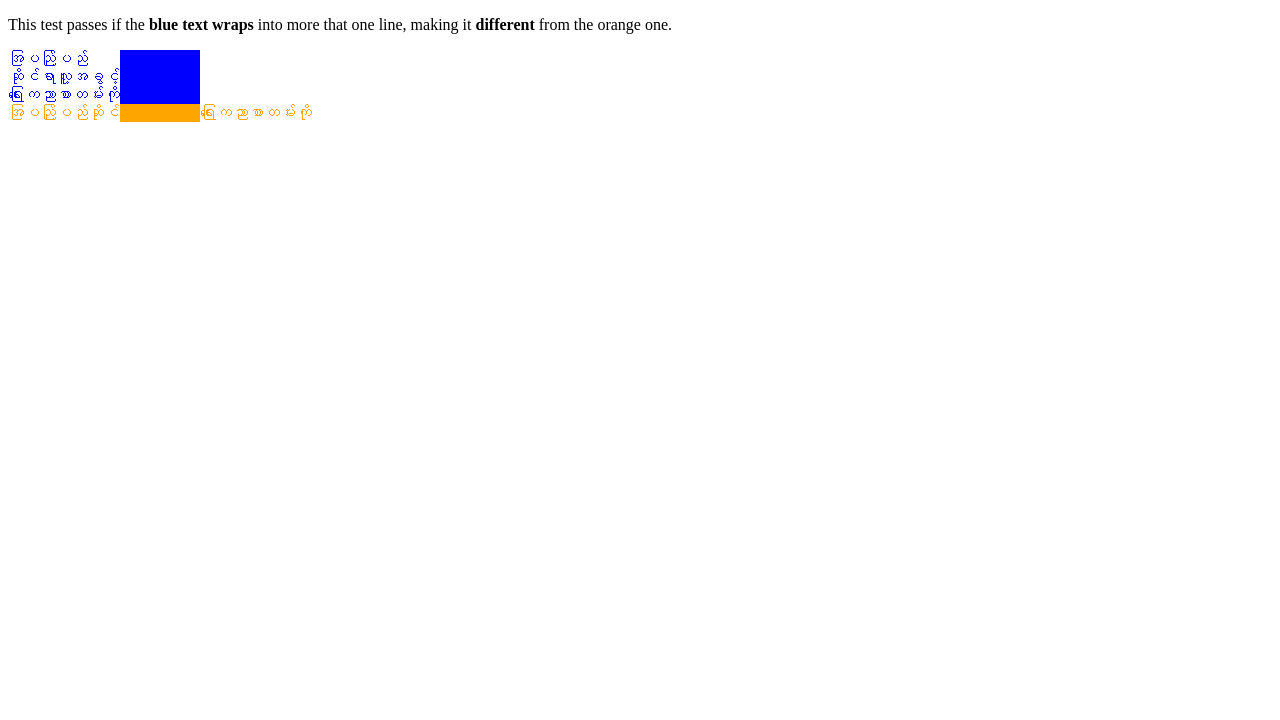 This test passes if the blue text wraps into more that one line, making it different from the orange one.
အပြည်ပြည်
ဆိုင်ရာလူ့အခွင့်
ရေးကြေညာစာတမ်းကို
အပြည်ပြည်ဆိုင် ရေးကြေညာစာတမ်းကို